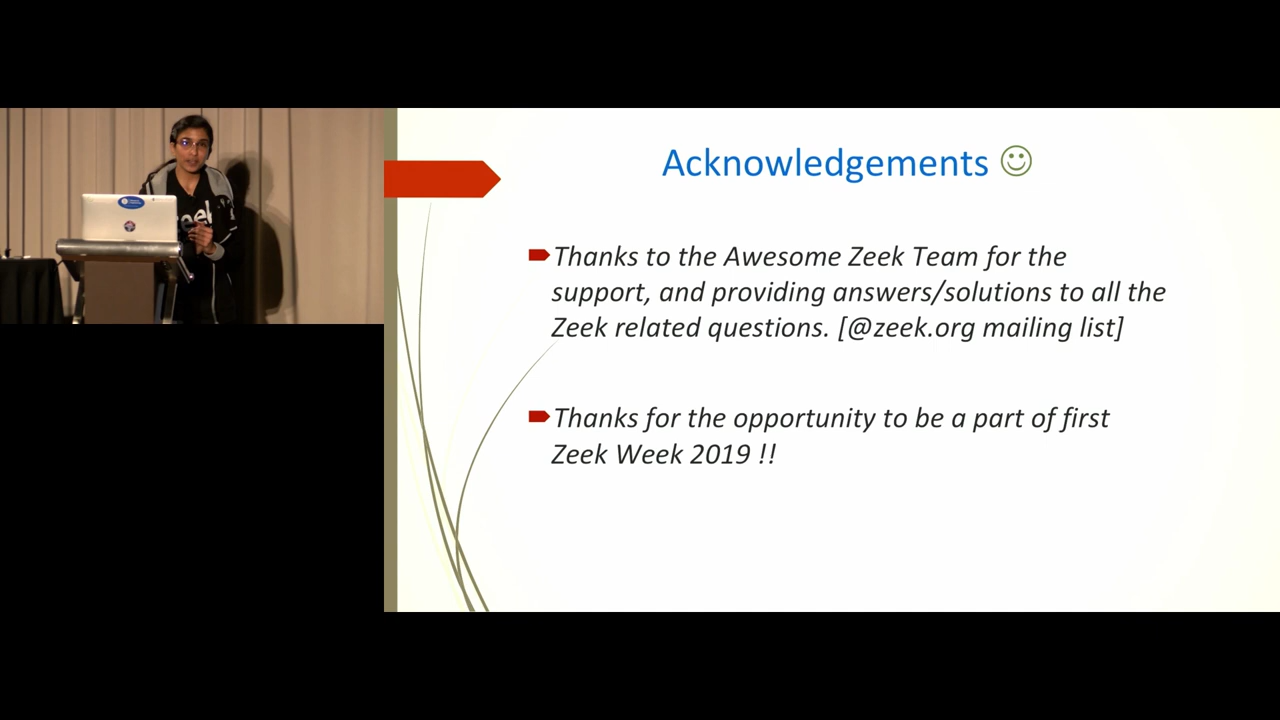 Acknowledgements
Thanks to the Awesome Zeek Team for the
support, and providing answers/solutions to all the
Zeek related questions. [@zeek.org mailing list]
Thanks for the opportunity to be a part of first
Zeek Week 2019 !!